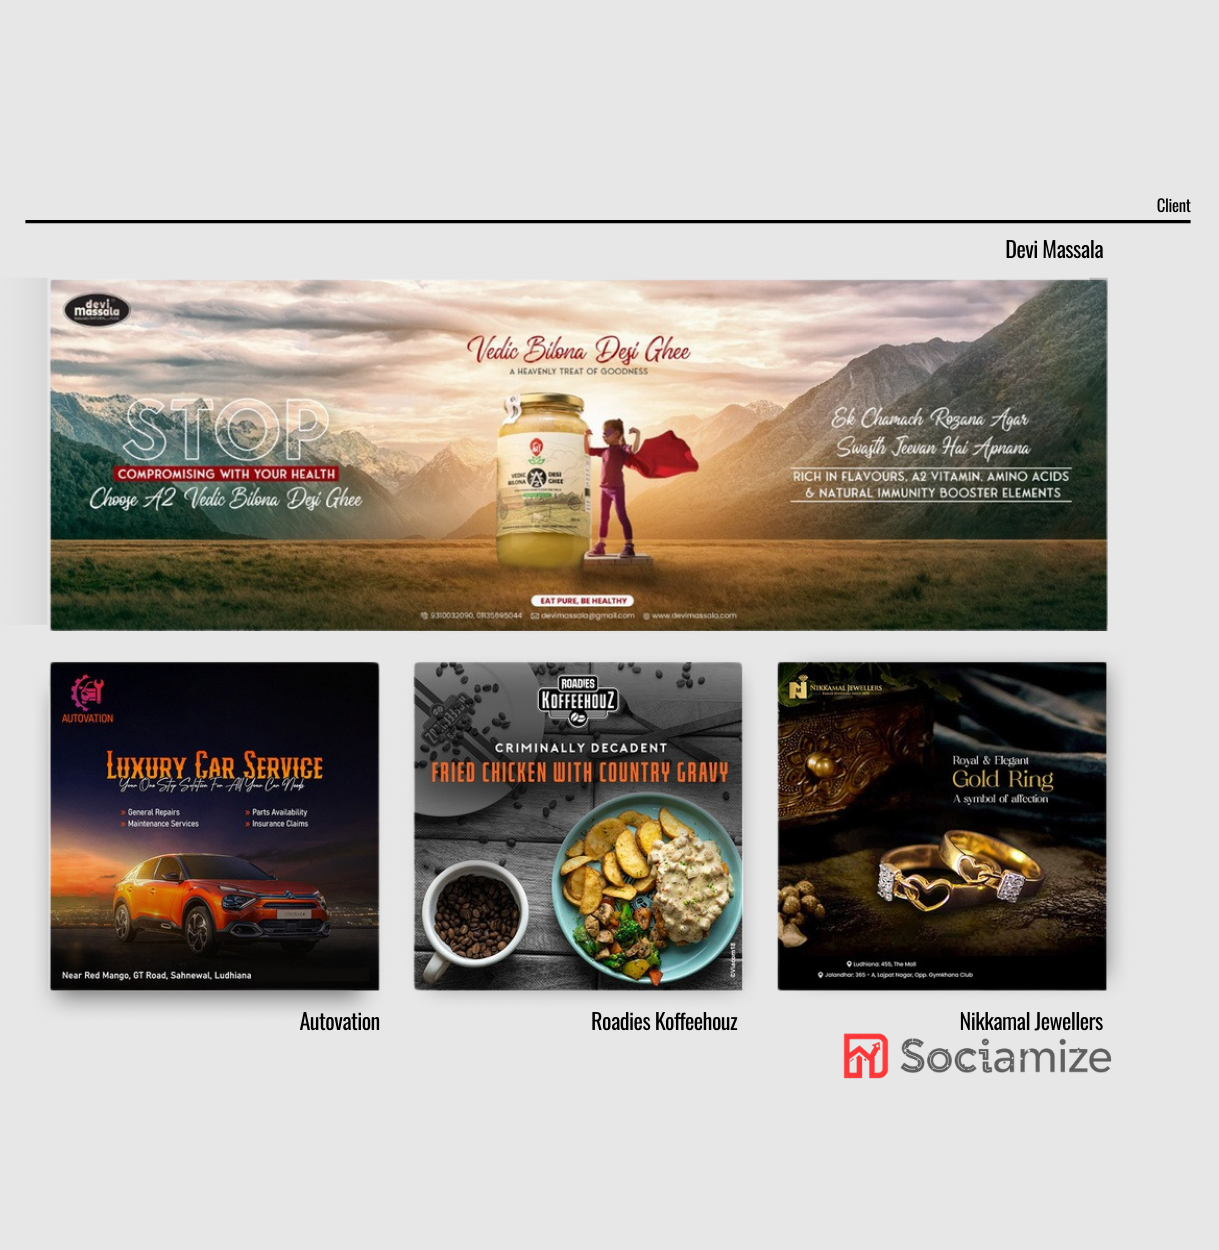 Client
Devi Massala
devi
massala
Vedic Bilona Desi Ghee
A HEAVENLY TREAT OF GOODNESS
STOP
COMPROMISING WITH YOUR HEALTH
Choose A2 Vedic Bilona Desi Ghee
VEDIC BILONA
DESI GHEE
Ek Chamach Rozana Agar
Swasth Jeevan Hai Apnana
RICH IN FLAVOURS, A2 VITAMIN, AMINO ACIDS
& NATURAL IMMUNITY BOOSTER ELEMENTS
EAT PURE, BE HEALTHY
9310032090, 01135695044 devimassala@gmail.com www.devimassala.com
AUTOVATION
LUXURY CAR SERVICE
Your One Stop Solution For All Your Car Needs
» General Repairs
» Maintenance Services
» Parts Availability
» Insurance Claims
Near Red Mango, GT Road, Sahnewal, Ludhiana
ROADIES
KOFFEEHOUZ
CRIMINALLY DECADENT
FRIED CHICKEN WITH COUNTRY GRAVY
©Viacom18
NIKKAMAL JEWELLERS
Royal & Elegant
Gold Ring
A symbol of affection
Ludhiana: 455, The Mall
Jalandhar: 365 - A, Lajpat Nagar, Opp. Gymkhana Club
Autovation
Roadies Koffeehouz
Nikkamal Jewellers
Sociamize